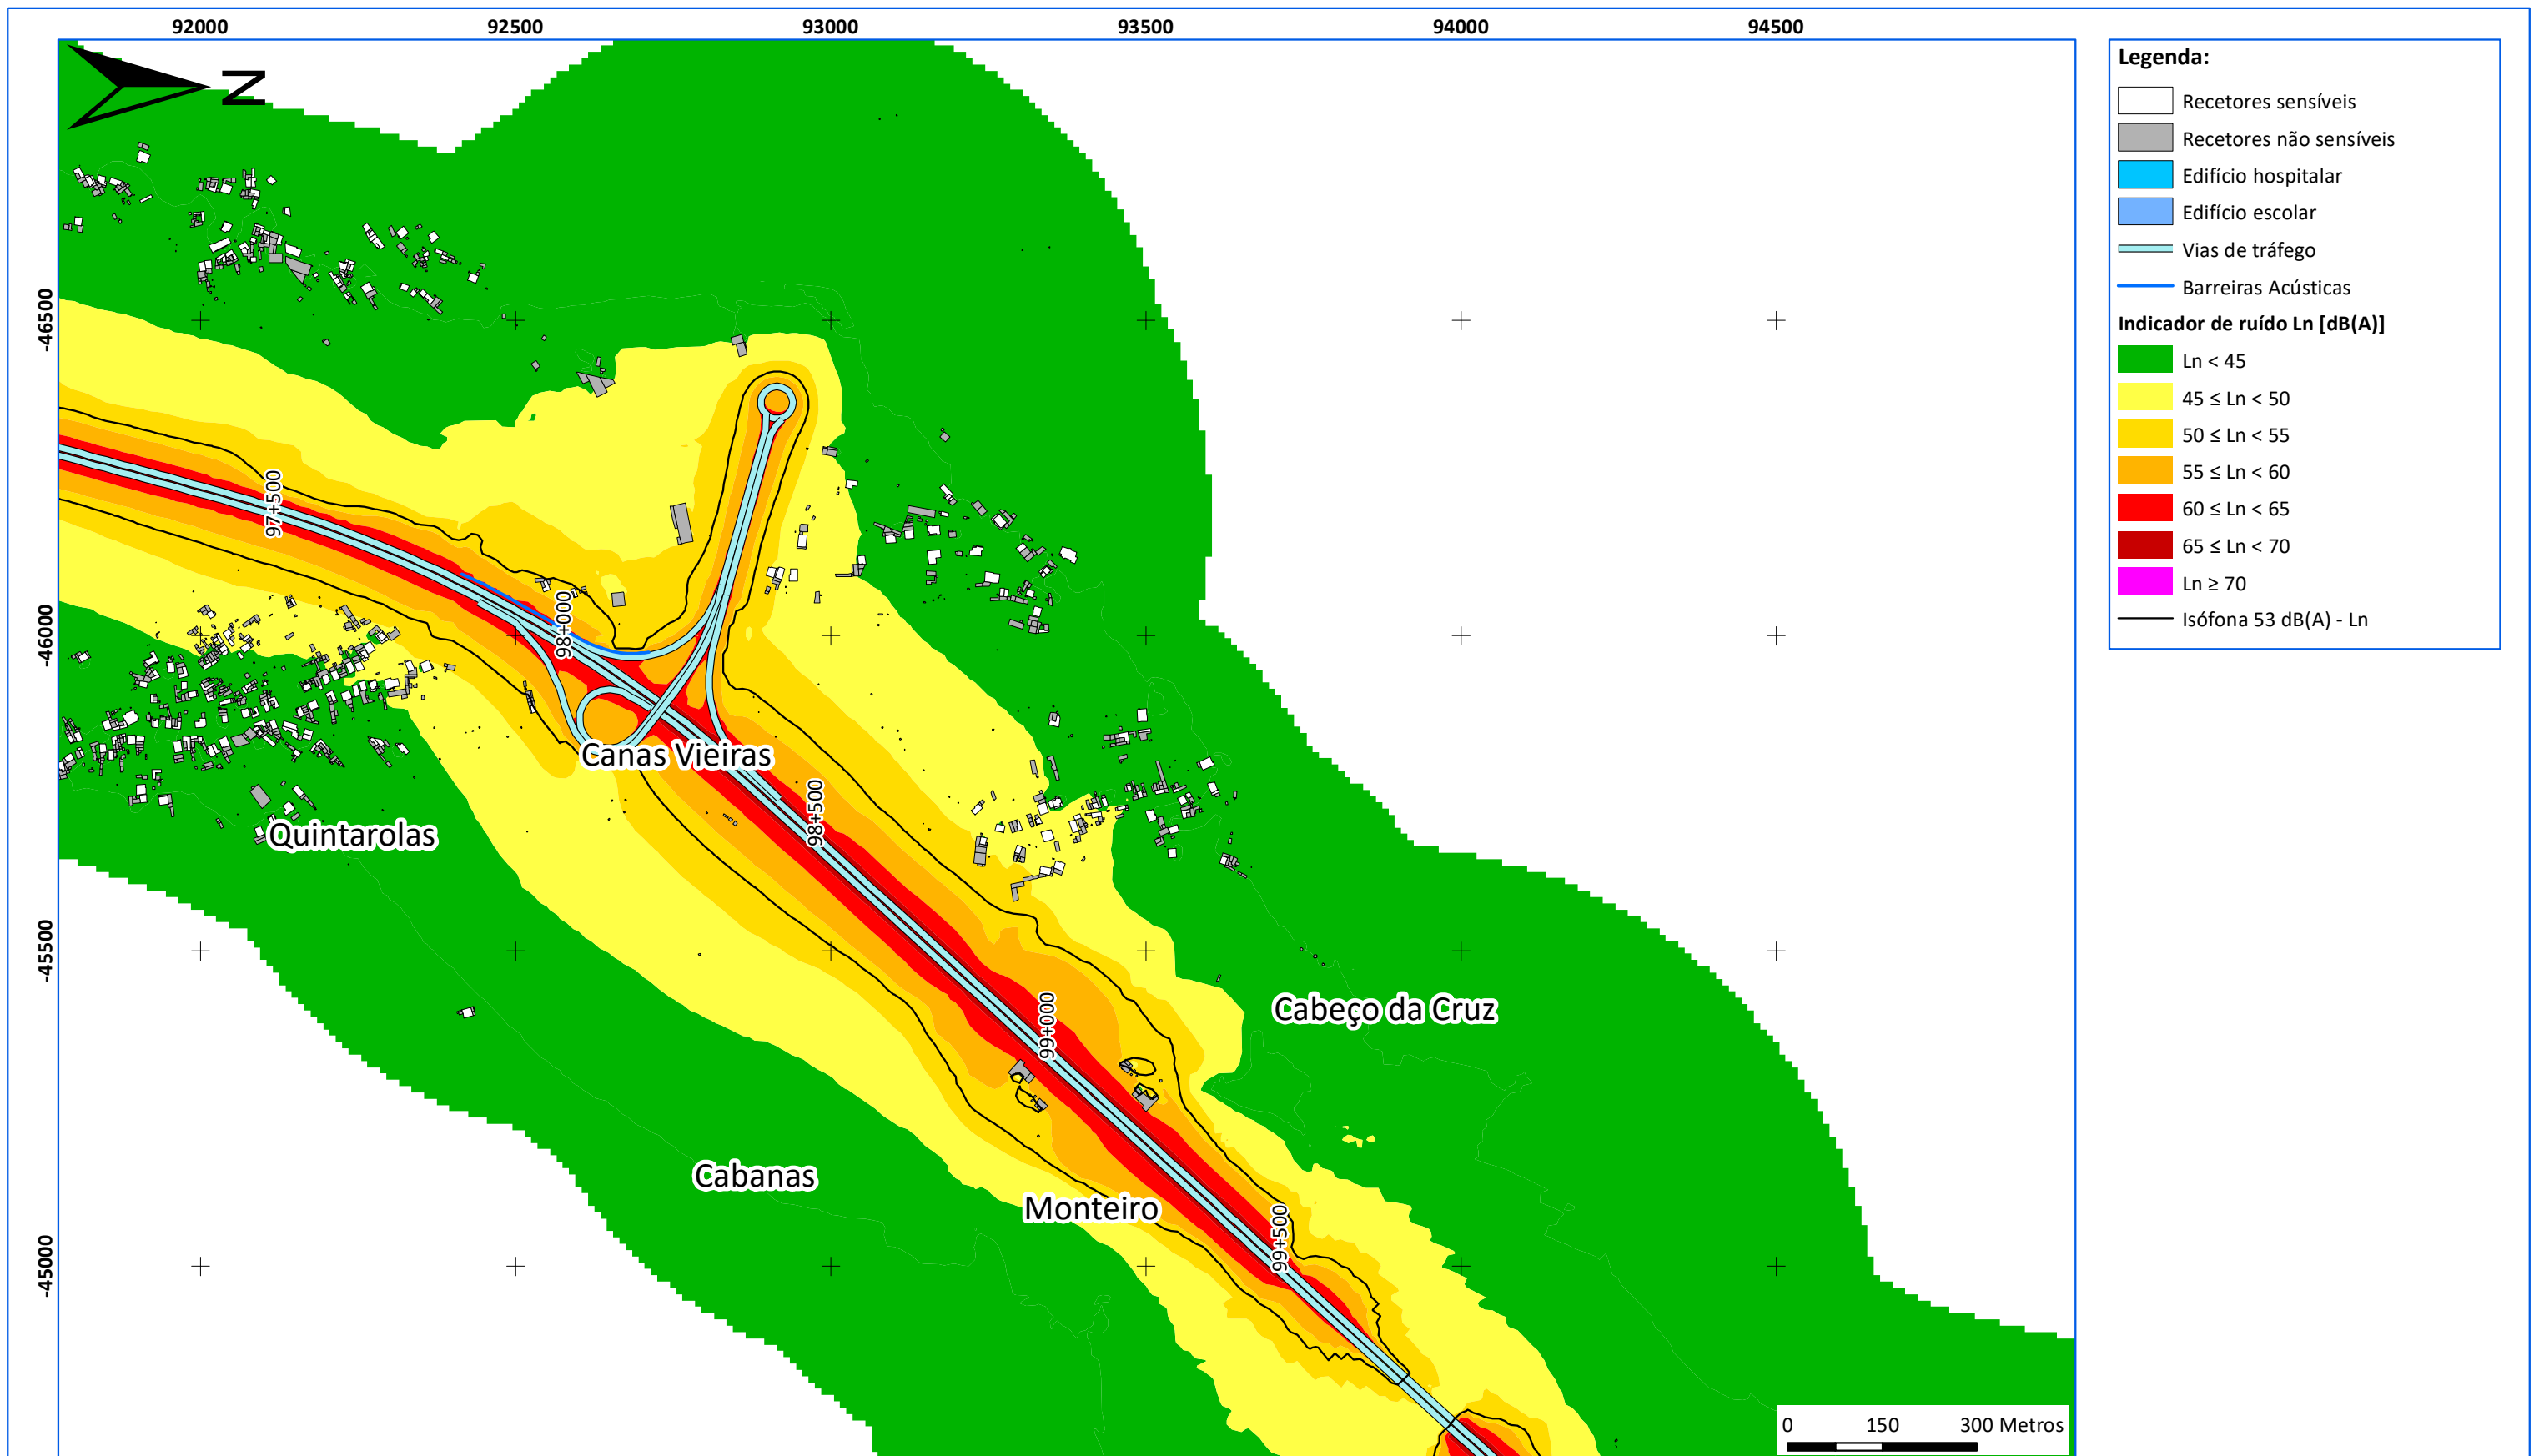 92000 92500 93000 93500 94000 94500
N
-46500
-46000
-45500
-45000
97+500
98+000
Canas Vieiras
98+500
Quintarolas
99+000
Cabeço da Cruz
Cabanas
Monteiro
99+500
0 150 300 Metros
Legenda:
Recetores sensíveis
Recetores não sensíveis
Edifício hospitalar
Edifício escolar
Vias de tráfego
Barreiras Acústicas
Indicador de ruído Ln [dB(A)]
Ln < 45
45 ≤ Ln < 50
50 ≤ Ln < 55
55 ≤ Ln < 60
60 ≤ Ln < 65
65 ≤ Ln < 70
Ln ≥ 70
Isófona 53 dB(A) - Ln